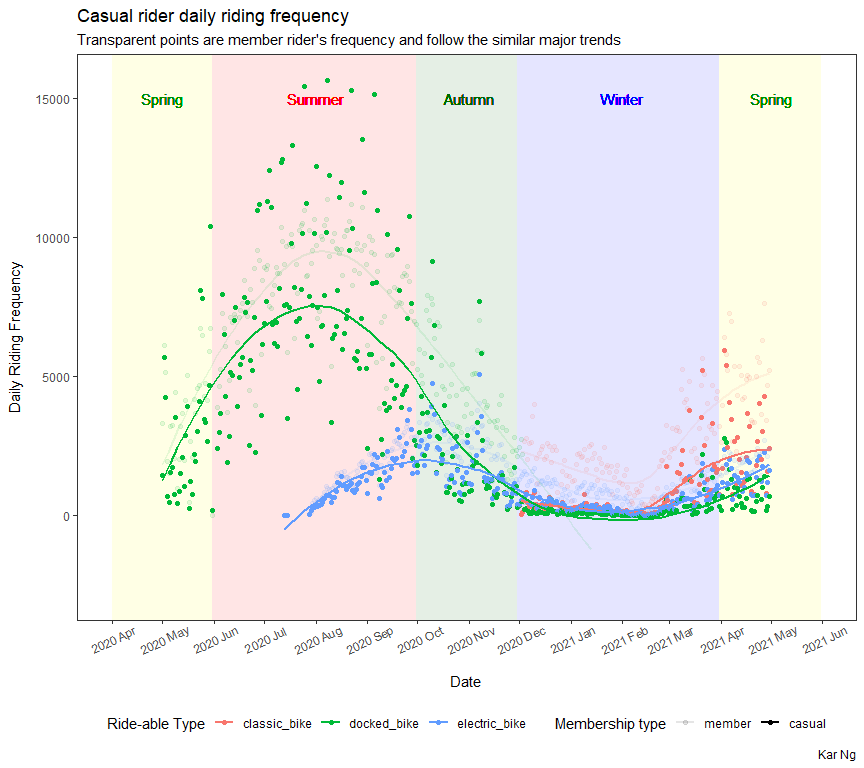 Casual rider daily riding frequency
Transparent points are member rider's frequency and follow the similar major trends
Spring Summer Autumn Winter Spring
15000
10000
5000
0
Daily Riding Frequency
2020 Apr 2020 May 2020 Jun 2020 Jul 2020 Aug 2020 Sep 2020 Oct 2020 Nov 2020 Dec 2021 Jan 2021 Feb 2021 Mar 2021 Apr 2021 May 2021 Jun
Date
Ride-able Type classic_bike docked_bike electric_bike Membership type member casual
Kar Ng